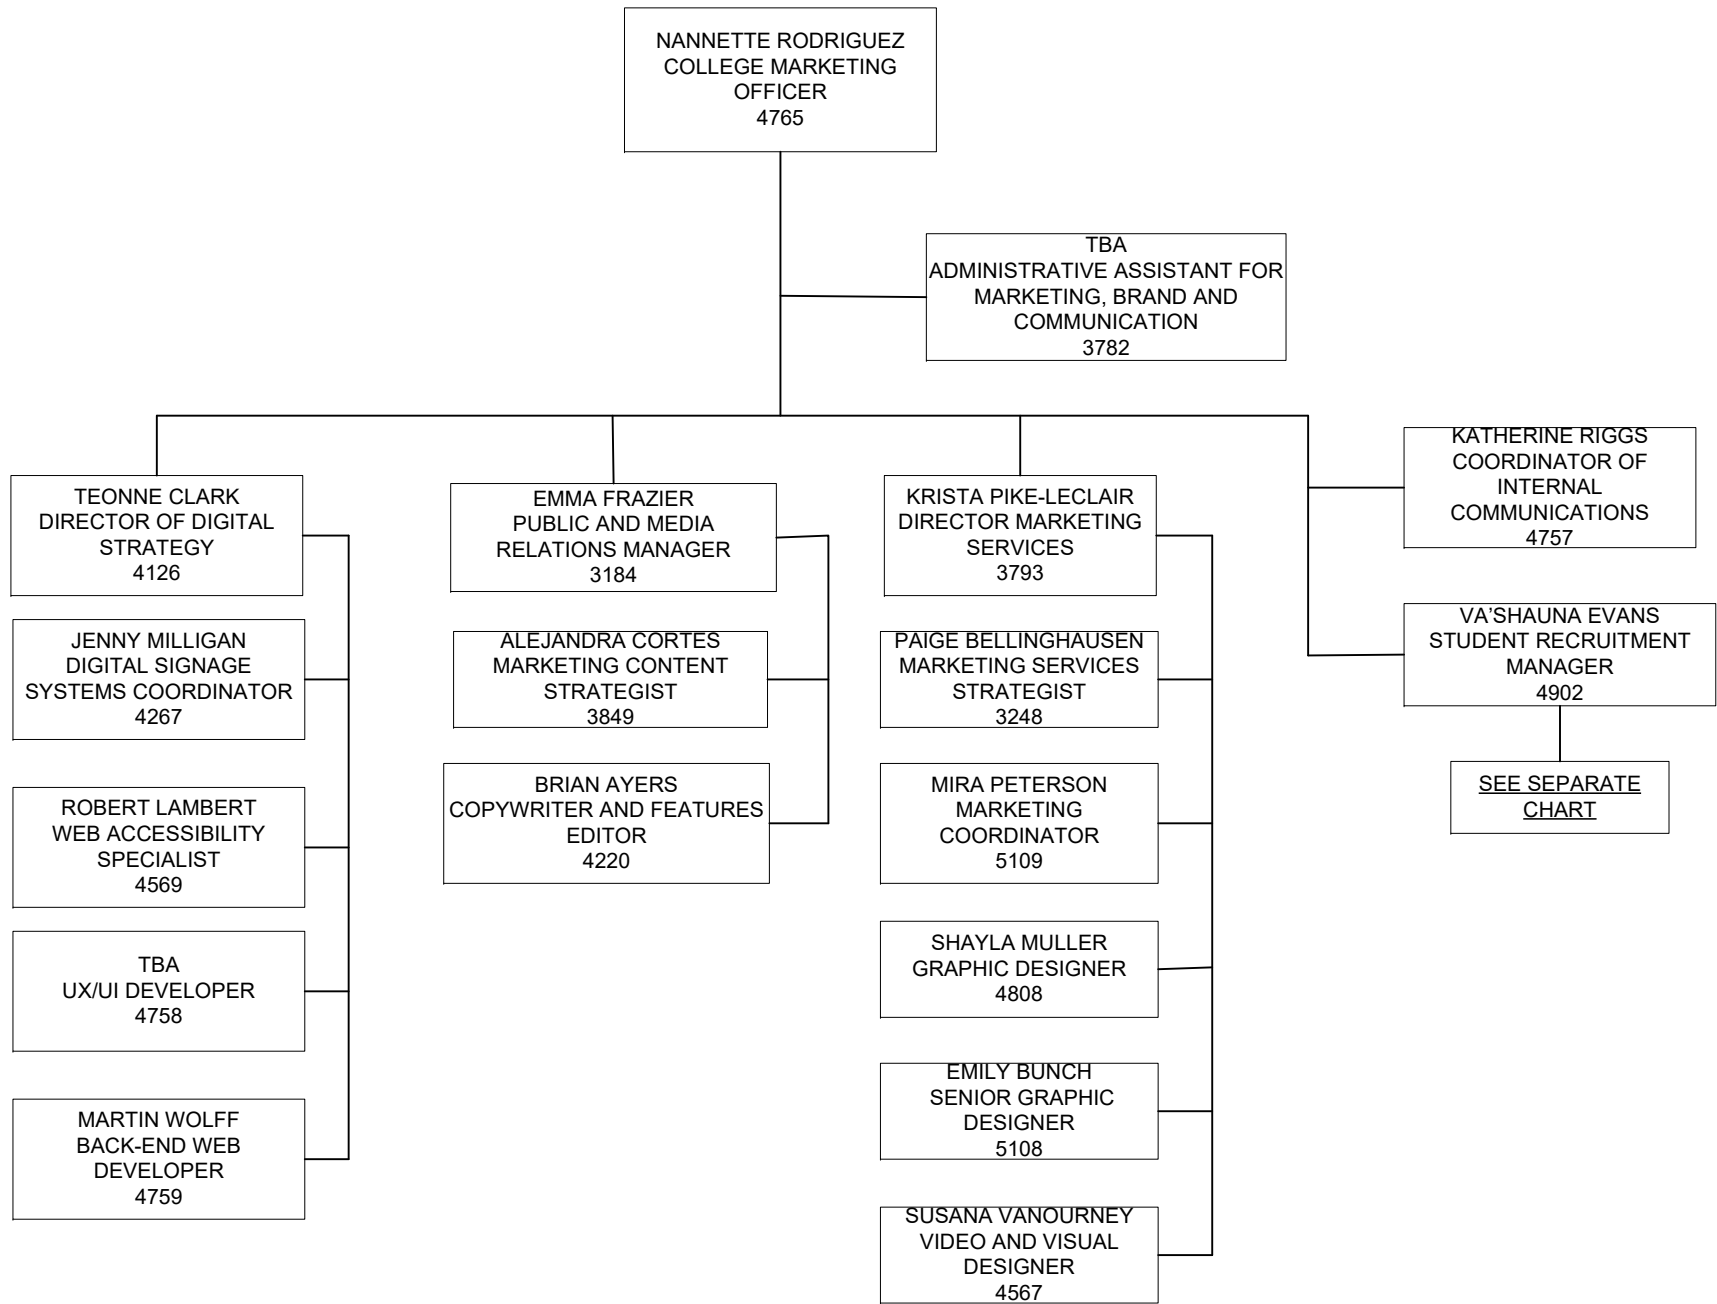 NANNETTE RODRIGUEZ
COLLEGE MARKETING
OFFICER
4765
TBA
ADMINISTRATIVE ASSISTANT FOR
MARKETING, BRAND AND
COMMUNICATION
3782
TEONNE CLARK
DIRECTOR OF DIGITAL
STRATEGY
4126
JENNY MILLIGAN
DIGITAL SIGNAGE
SYSTEMS COORDINATOR
4267
ROBERT LAMBERT
WEB ACCESSIBILITY
SPECIALIST
4569
TBA
UX/UI DEVELOPER
4758
MARTIN WOLFF
BACK-END WEB
DEVELOPER
4759
EMMA FRAZIER
PUBLIC AND MEDIA
RELATIONS MANAGER
3184
ALEJANDRA CORTES
MARKETING CONTENT
STRATEGIST
3849
BRIAN AYERS
COPYWRITER AND FEATURES
EDITOR
4220
KRISTA PIKE-LECLAIR
DIRECTOR MARKETING
SERVICES
3793
PAIGE BELLINGHAUSEN
MARKETING SERVICES
STRATEGIST
3248
MIRA PETERSON
MARKETING
COORDINATOR
5109
SHAYLA MULLER
GRAPHIC DESIGNER
4808
EMILY BUNCH
SENIOR GRAPHIC
DESIGNER
5108
SUSANA VANOURNEY
VIDEO AND VISUAL
DESIGNER
4567
KATHERINE RIGGS
COORDINATOR OF
INTERNAL
COMMUNICATIONS
4757
VA’SHAUNA EVANS
STUDENT RECRUITMENT
MANAGER
4902
SEE SEPARATE
CHART